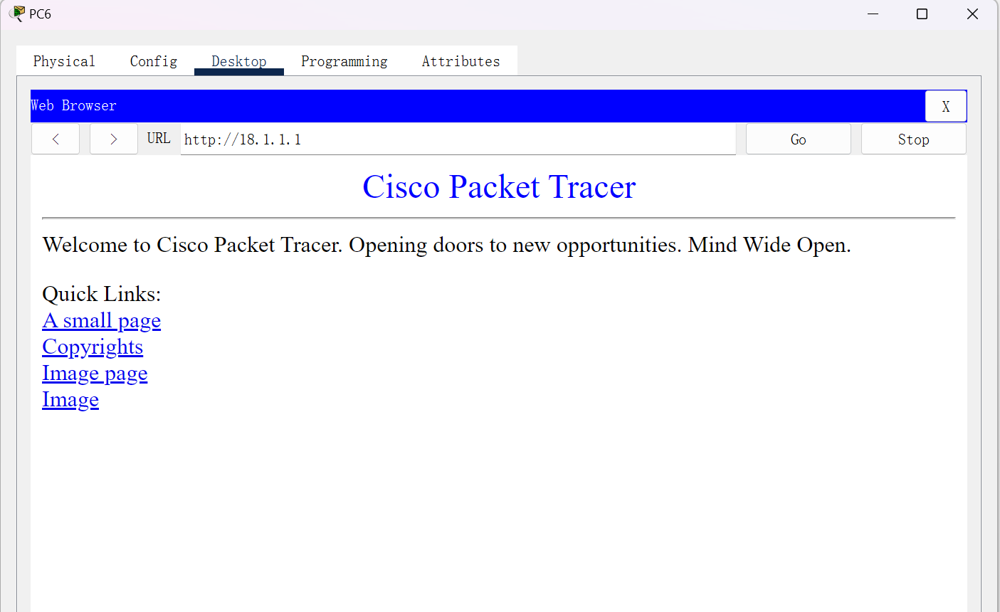 PC6
Physical Config Desktop Programming Attributes
Web Browser X
< > URL http://18.1.1.1 Go Stop
Cisco Packet Tracer
Welcome to Cisco Packet Tracer. Opening doors to new opportunities. Mind Wide Open.
Quick Links:
A small page
Copyrights
Image page
Image